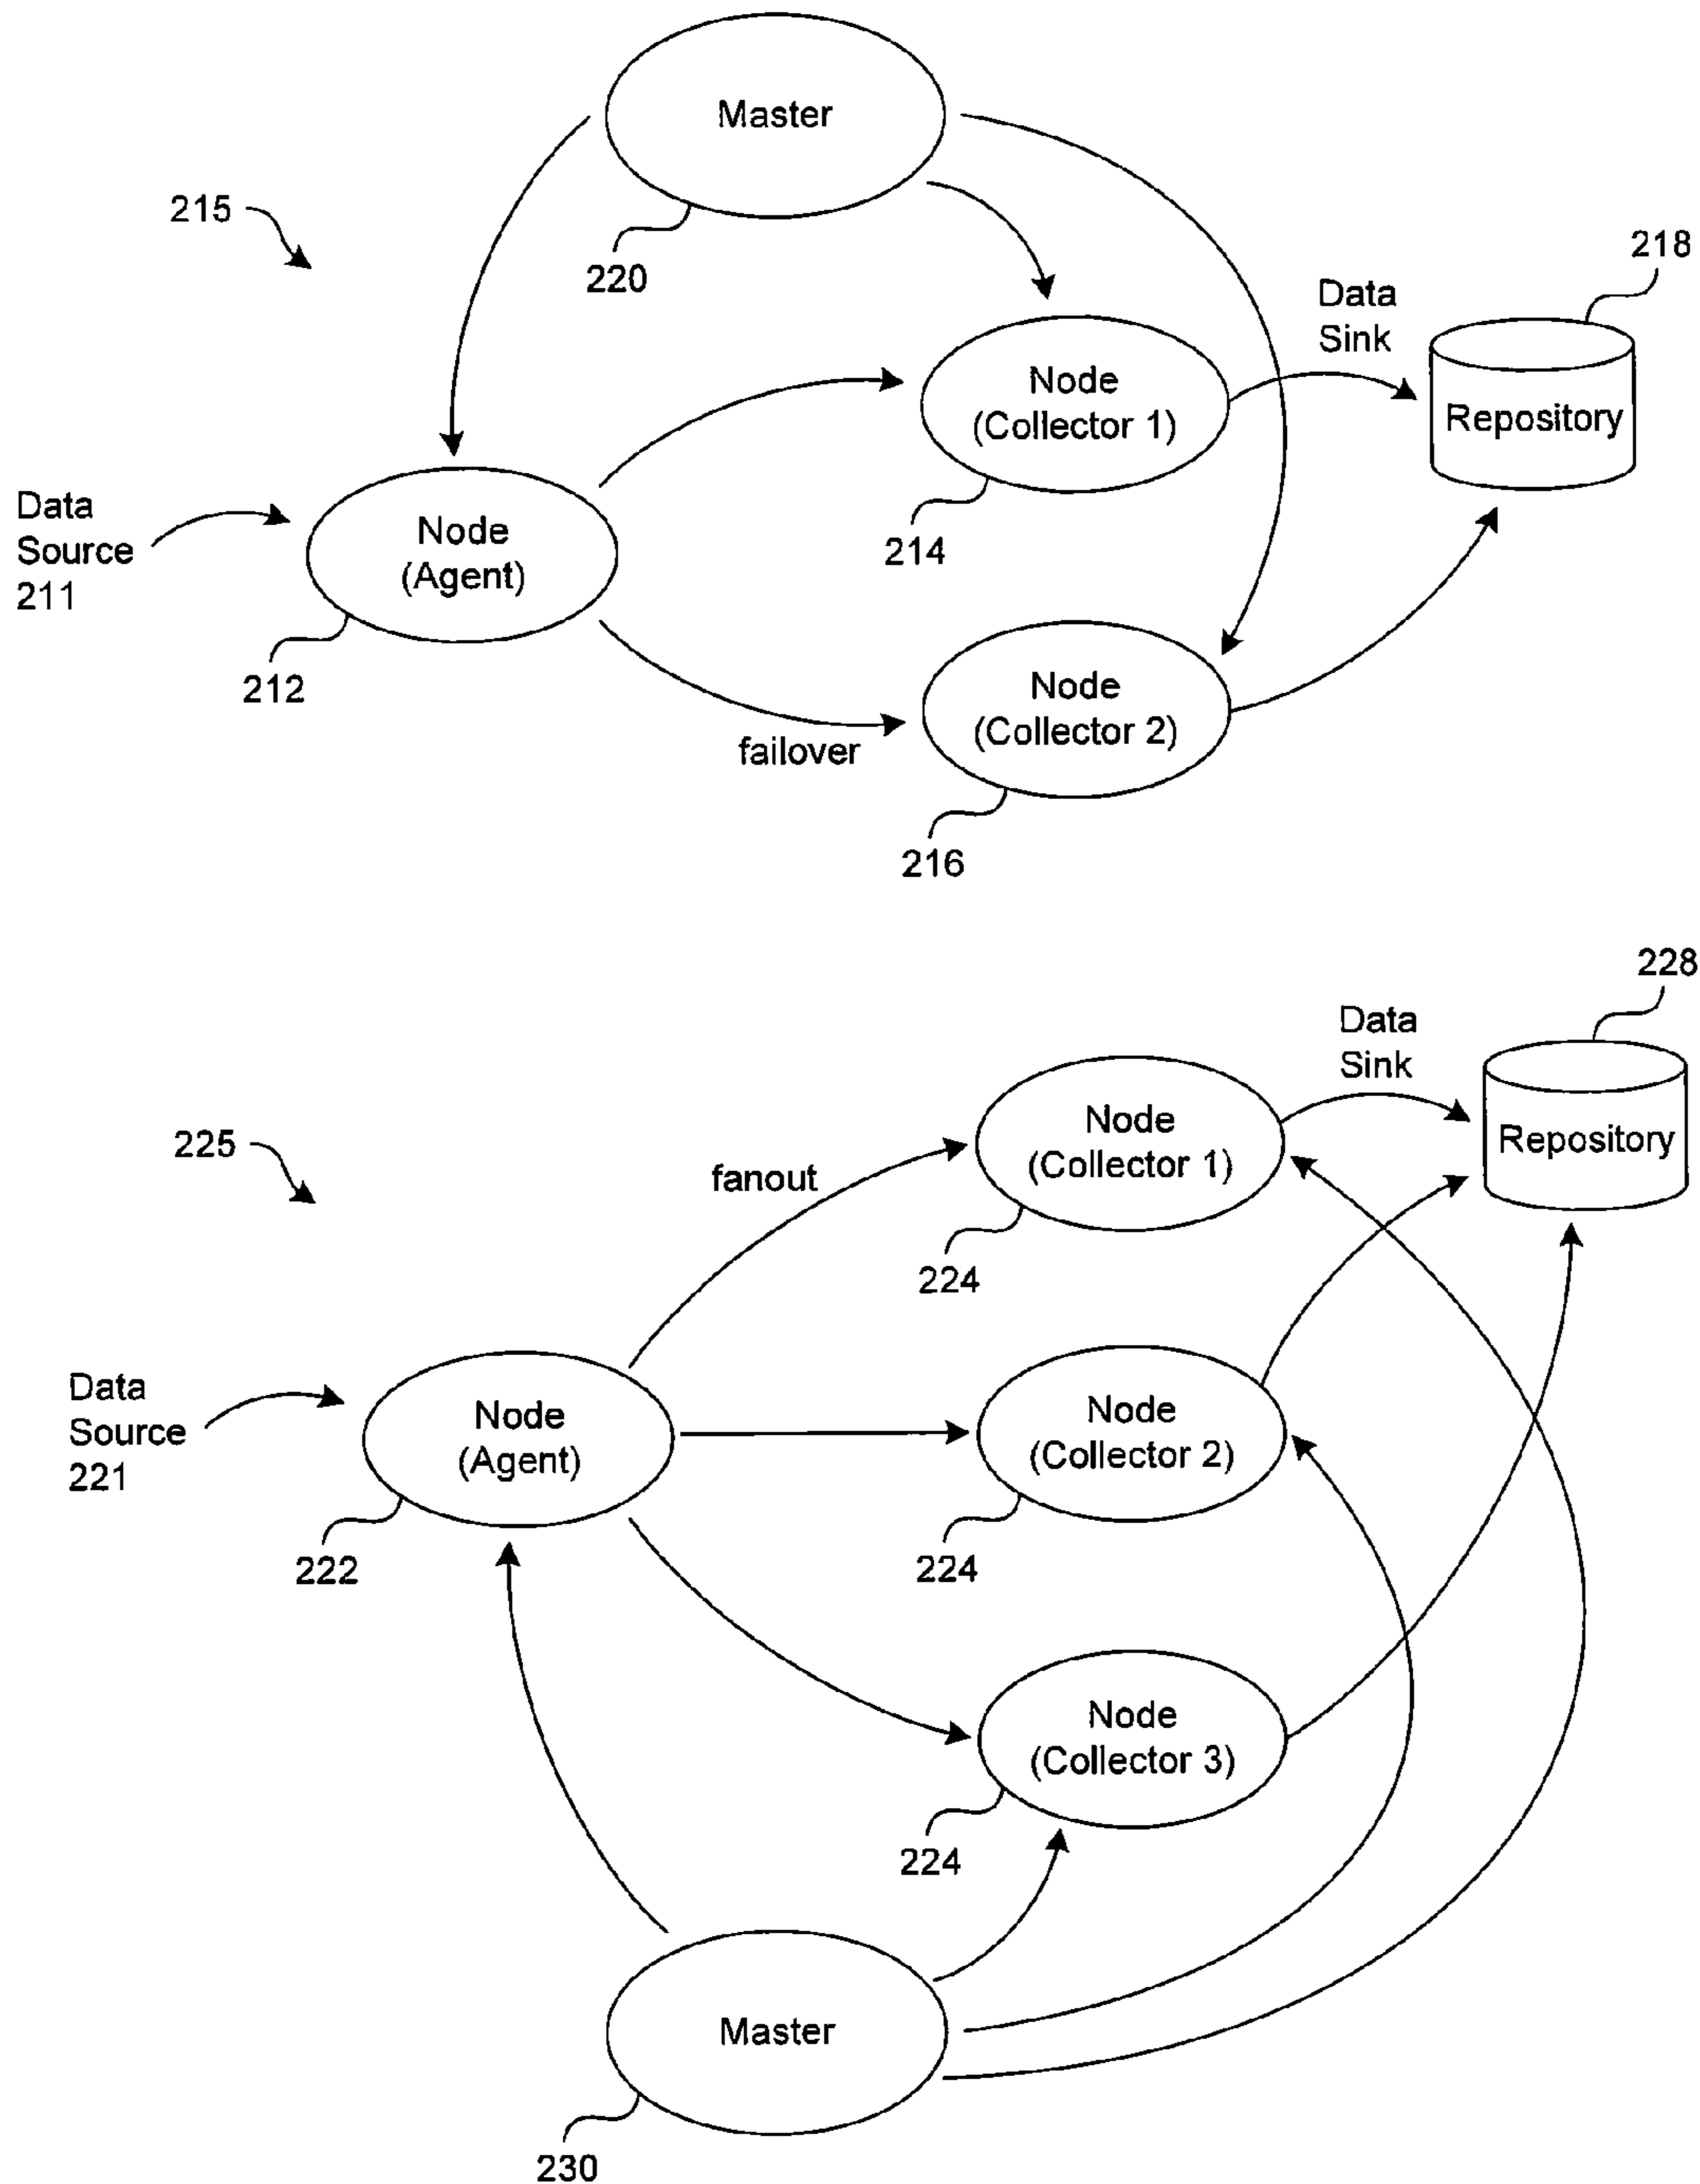 Master
215
220
218
Data
Sink
Node
(Collector 1)
Repository
Data
Source
211
Node
(Agent)
214
212
Node
(Collector 2)
failover
216
228
Data
Sink
225
Node
(Collector 1)
Repository
fanout
224
Data
Source
221
Node
(Agent)
Node
(Collector 2)
222
224
Node
(Collector 3)
224
Master
230